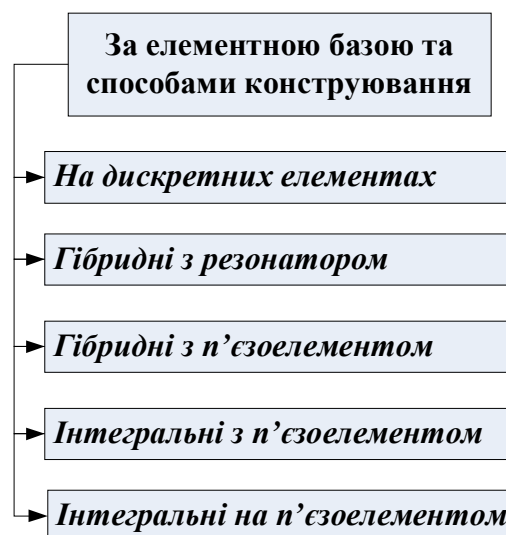 За елементною базою та
способами конструювання
На дискретних елементах
Гібридні з резонатором
Гібридні з п’єзоелементом
Інтегральні з п’єзоелементом
Інтегральні на п’єзоелементом